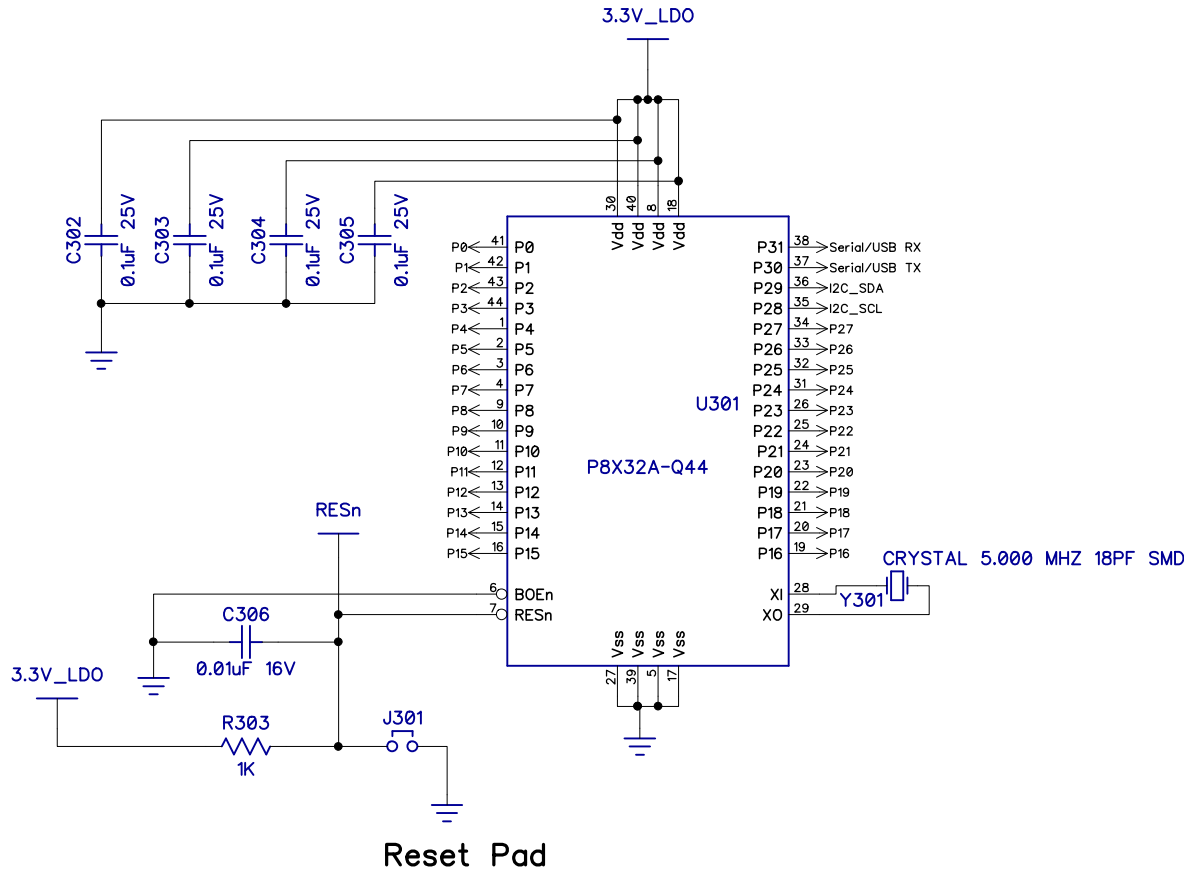 3.3V_LDO
30 40 8 18
Vdd Vdd Vdd Vdd
C302 0.1uF 25V
C303 0.1uF 25V
C304 0.1uF 25V
C305 0.1uF 25V
P0 41 P0
P1 42 P1
P2 43 P2
P3 44 P3
P4 1 P4
P5 2 P5
P6 3 P6
P7 4 P7
P8 9 P8
P9 10 P9
P10 11 P10
P11 12 P11
P12 13 P12
P13 14 P13
P14 15 P14
P15 16 P15
6 BOEn
7 RESn
U301
P8X32A-Q44
P31 38 Serial/USB RX
P30 37 Serial/USB TX
P29 36 I2C_SDA
P28 35 I2C_SCL
P27 34 P27
P26 33 P26
P25 32 P25
P24 31 P24
P23 26 P23
P22 25 P22
P21 24 P21
P20 23 P20
P19 22 P19
P18 21 P18
P17 20 P17
P16 19 P16
XI 28
XO 29
CRYSTAL 5.000 MHZ 18PF SMD
Y301
Vss Vss Vss Vss
27 39 5 17
RESn
C306
0.01uF 16V
3.3V_LDO
R303
1K
J301
Reset Pad